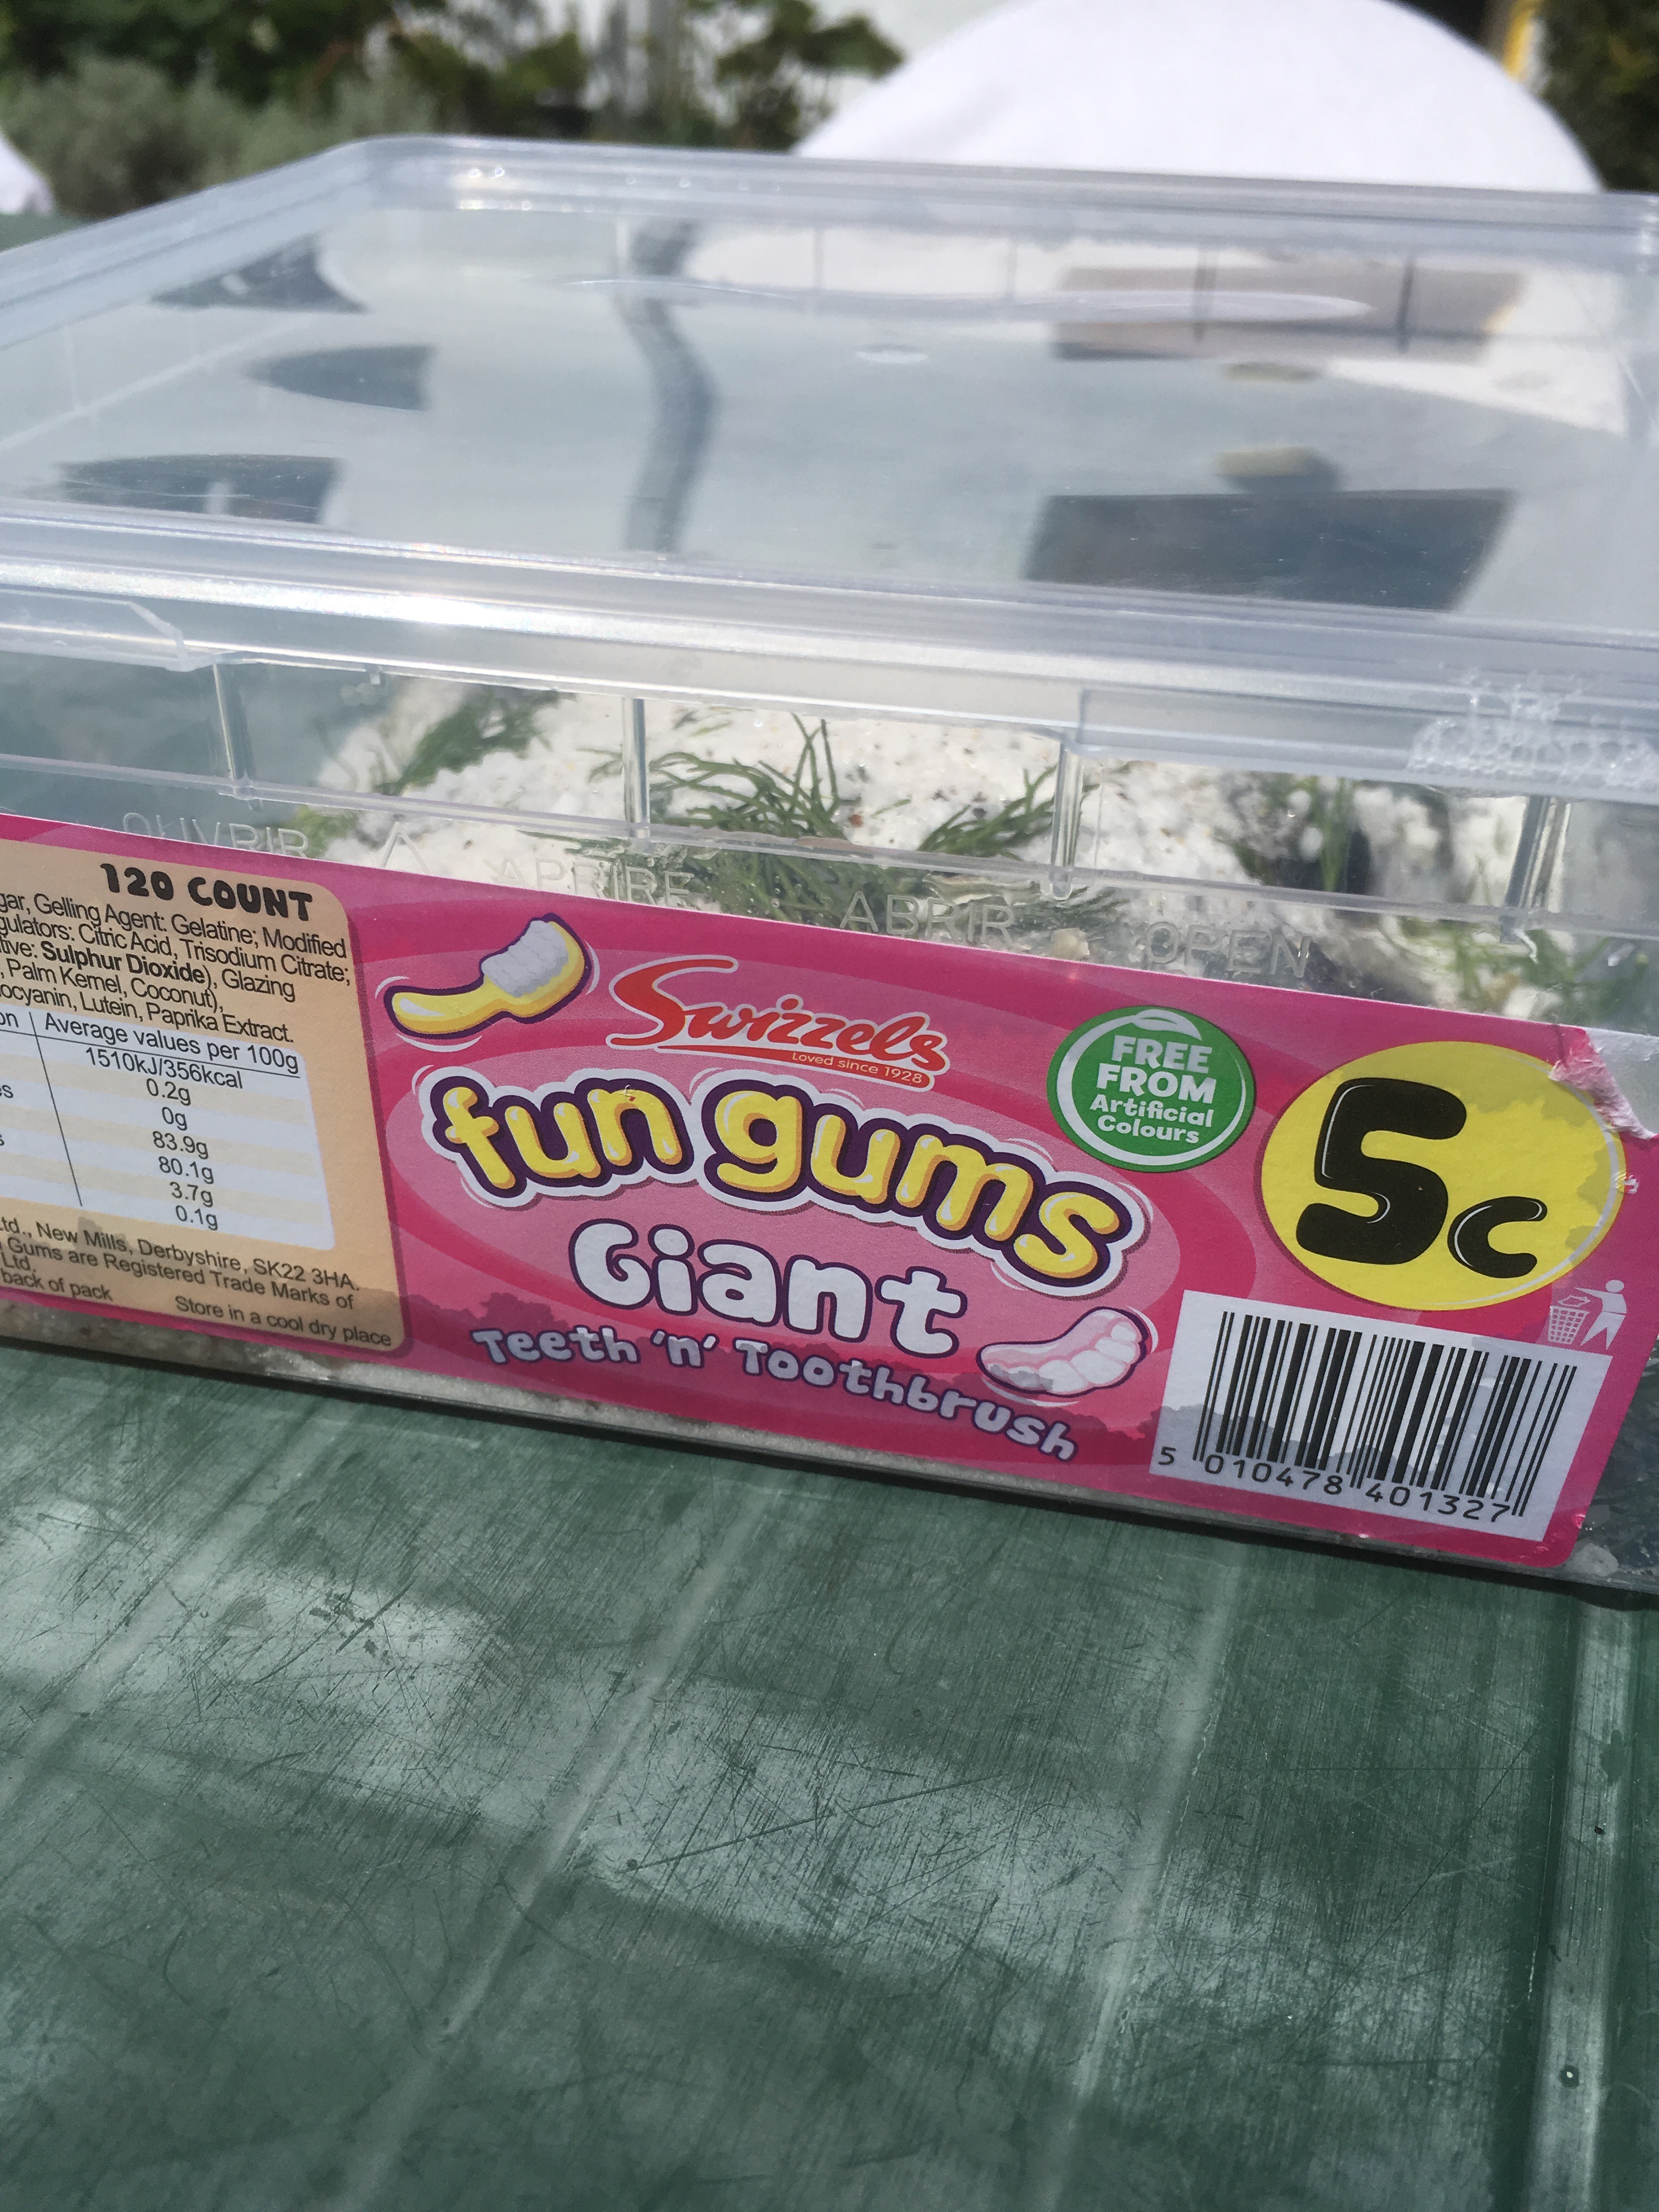 OUVRIR
APRIRE
ABRIR
OPEN
120 COUNT
gar, Gelling Agent: Gelatine; Modified
gulators: Citric Acid, Trisodium Citrate;
tive: Sulphur Dioxide), Glazing
, Palm Kernel, Coconut),
ocyanin, Lutein, Paprika Extract.
on Average values per 100g
1510kJ/356kcal
0.2g
es 0g
83.9g
s 80.1g
3.7g
0.1g
td., New Mills, Derbyshire, SK22 3HA.
Gums are Registered Trade Marks of
Ltd.
back of pack Store in a cool dry place
Swizzels
Loved since 1928
fun gums
Giant
Teeth 'n' Toothbrush
FREE
FROM
Artificial
Colours
5c
5 010478 401327